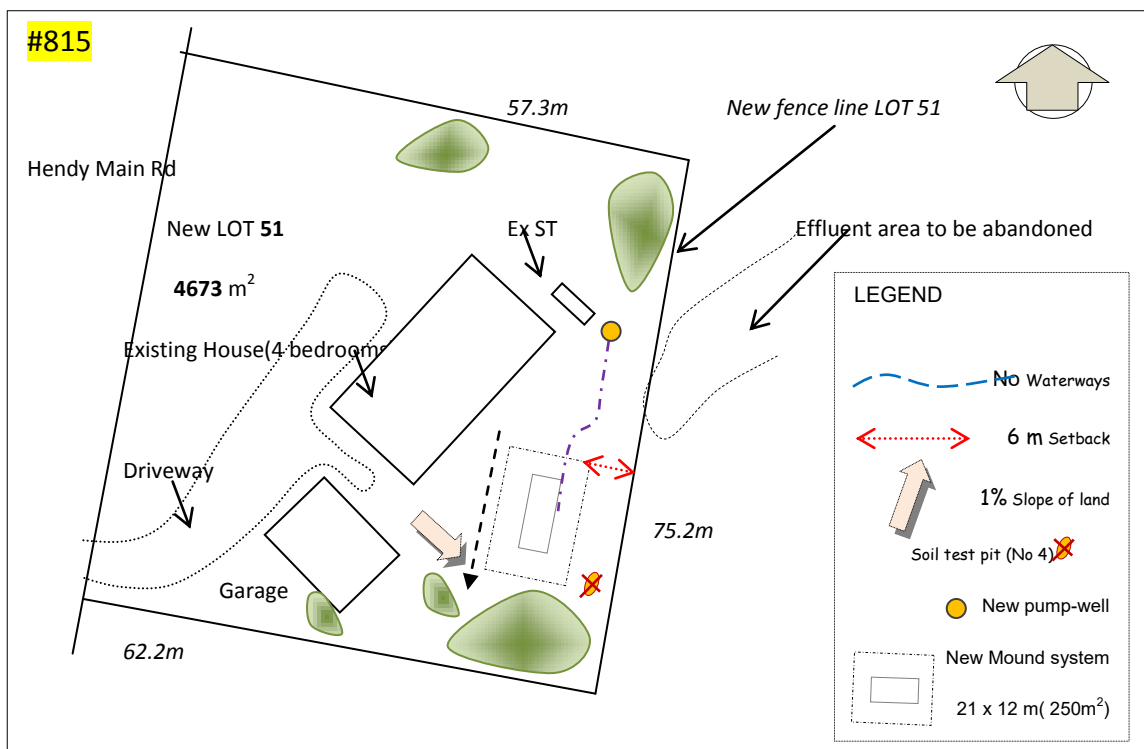 #815
57.3m
New fence line LOT 51
Hendy Main Rd
New LOT 51
Ex ST
Effluent area to be abandoned
4673 m²
LEGEND
Existing House(4 bedrooms
No Waterways
6 m Setback
Driveway
1% Slope of land
75.2m
Soil test pit (No 4)
Garage
New pump-well
62.2m
New Mound system
21 x 12 m( 250m²)